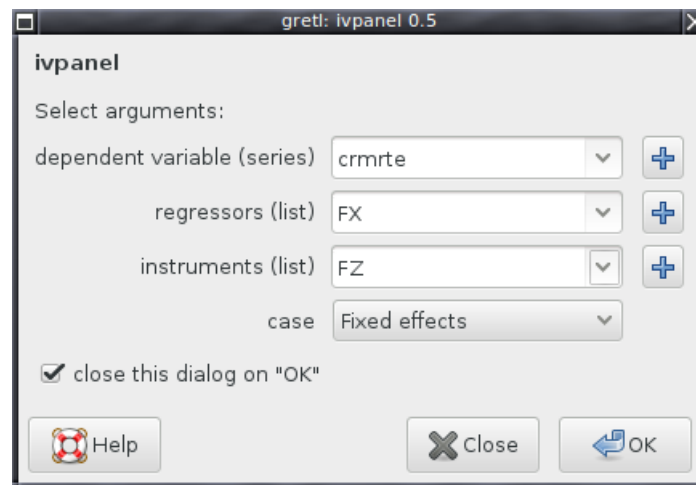 gretl: ivpanel 0.5
ivpanel
Select arguments:
dependent variable (series) crmrte
regressors (list) FX
instruments (list) FZ
case Fixed effects
close this dialog on "OK"
Help Close OK